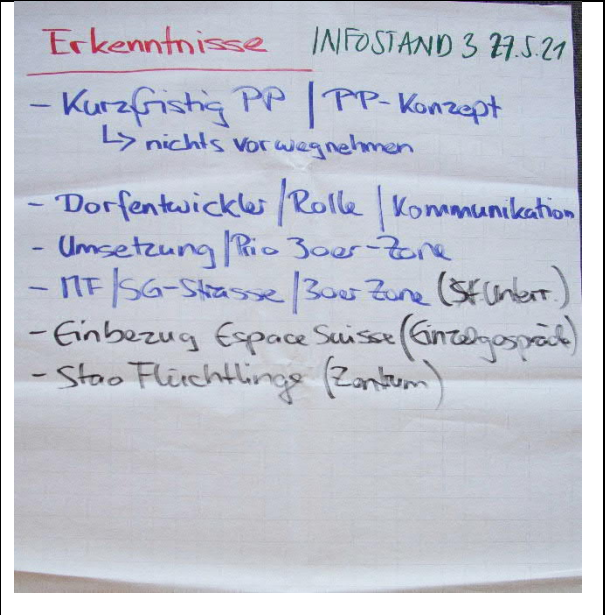 Erkenntnisse INFOSTAND 3 27.5.21
- Kurzfristig PP | PP-Konzept
↳ nichts vorwegnehmen
- Dorfentwickler | Rolle | Kommunikation
- Umsetzung | Prio 30er-Zone
- MF | SG-Strasse | 30er Zone (Unterr.)
- Einbezug Espace Suisse (Einzelgespräch)
- Stao Flüchtlinge (Zentrum)